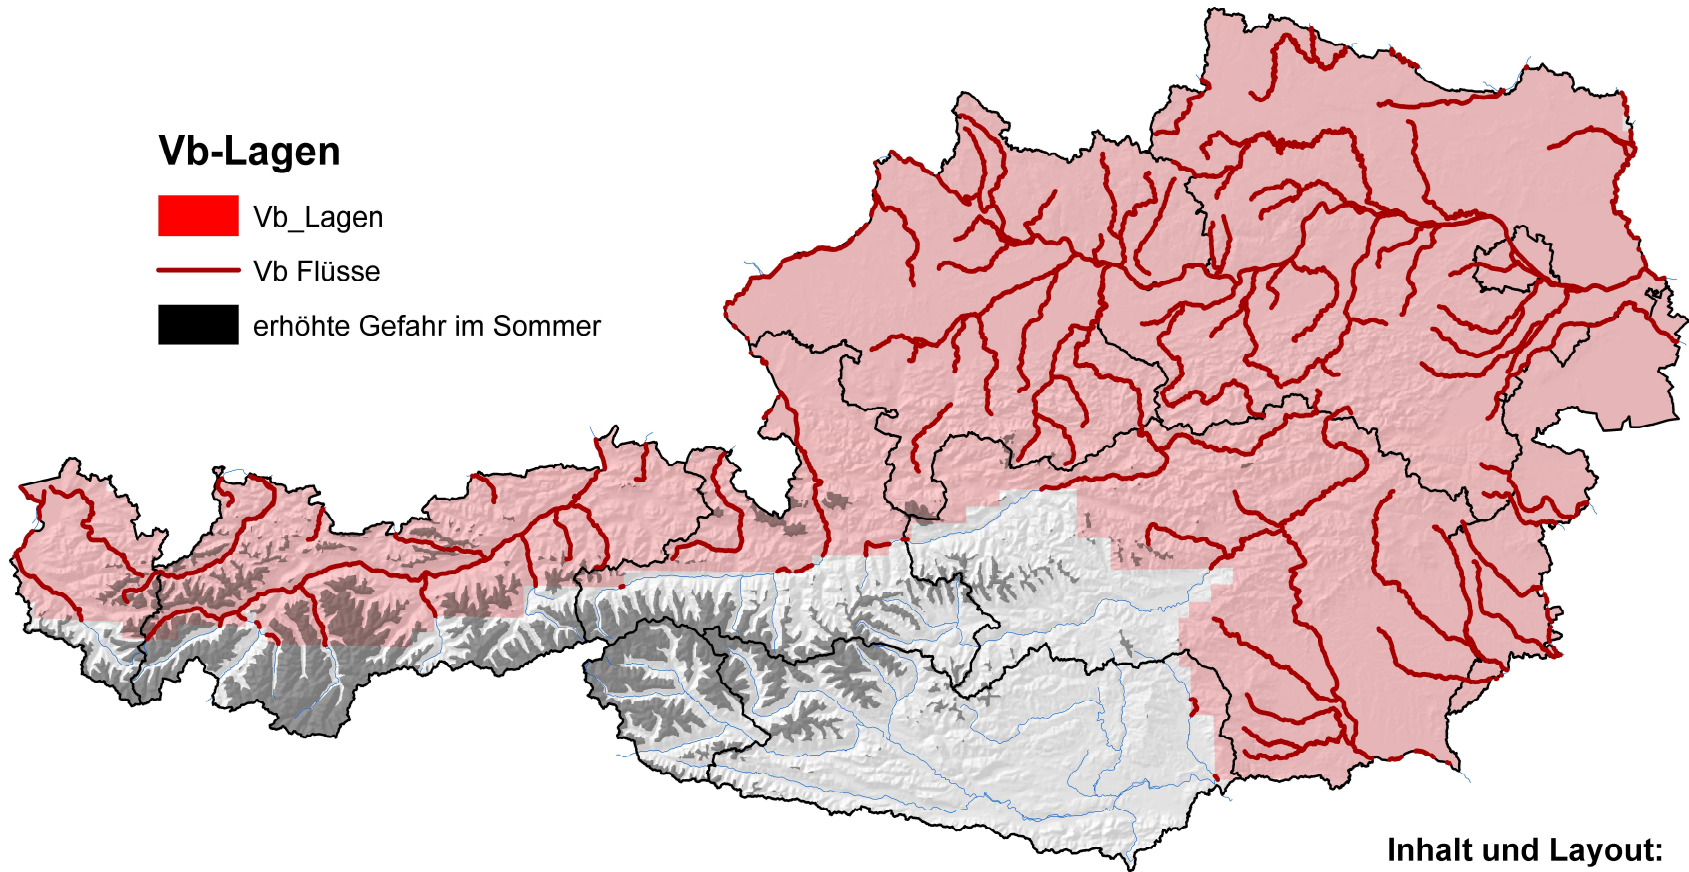 Vb-Lagen
Vb_Lagen
Vb Flüsse
erhöhte Gefahr im Sommer
Inhalt und Layout: